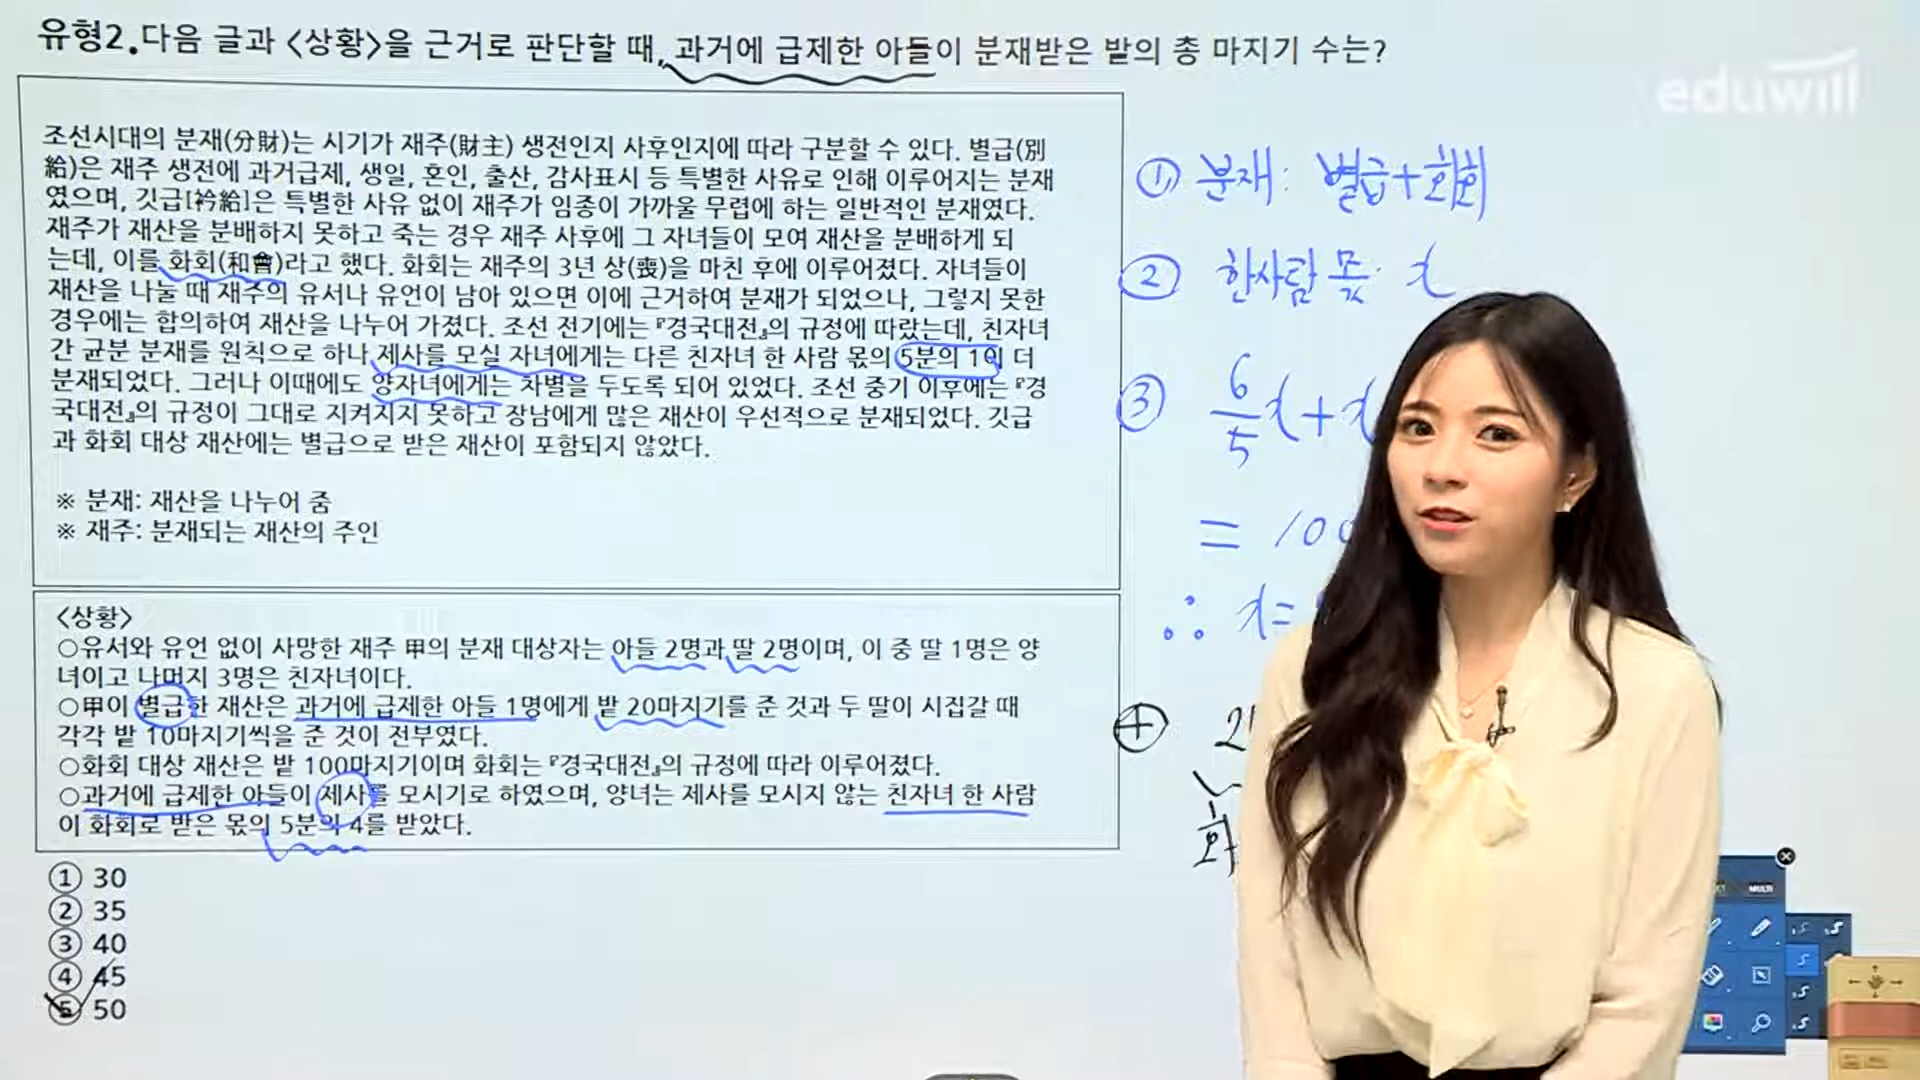 유형2. 다음 글과 <상황>을 근거로 판단할 때, 과거에 급제한 아들이 분재받은 밭의 총 마지기 수는?
eduwill
조선시대의 분재(分財)는 시기가 재주(財主) 생전인지 사후인지에 따라 구분할 수 있다. 별급(別
給)은 재주 생전에 과거급제, 생일, 혼인, 출산, 감사표시 등 특별한 사유로 인해 이루어지는 분재
였으며, 깃급[衿給]은 특별한 사유 없이 재주가 임종이 가까울 무렵에 하는 일반적인 분재였다.
재주가 재산을 분배하지 못하고 죽는 경우 재주 사후에 그 자녀들이 모여 재산을 분배하게 되
는데, 이를 화회(和會)라고 했다. 화회는 재주의 3년 상(喪)을 마친 후에 이루어졌다. 자녀들이
재산을 나눌 때 재주의 유서나 유언이 남아 있으면 이에 근거하여 분재가 되었으나, 그렇지 못한
경우에는 합의하여 재산을 나누어 가졌다. 조선 전기에는 『경국대전』의 규정에 따랐는데, 친자녀
간 균분 분재를 원칙으로 하나 제사를 모실 자녀에게는 다른 친자녀 한 사람 몫의 5분의 1이 더
분재되었다. 그러나 이때에도 양자녀에게는 차별을 두도록 되어 있었다. 조선 중기 이후에는 『경
국대전』의 규정이 그대로 지켜지지 못하고 장남에게 많은 재산이 우선적으로 분재되었다. 깃급
과 화회 대상 재산에는 별급으로 받은 재산이 포함되지 않았다.
※ 분재: 재산을 나누어 줌
※ 재주: 분재되는 재산의 주인
<상황>
○유서와 유언 없이 사망한 재주 甲의 분재 대상자는 아들 2명과 딸 2명이며, 이 중 딸 1명은 양
녀이고 나머지 3명은 친자녀이다.
○甲이 별급한 재산은 과거에 급제한 아들 1명에게 밭 20마지기를 준 것과 두 딸이 시집갈 때
각각 밭 10마지기씩을 준 것이 전부였다.
○화회 대상 재산은 밭 100마지기이며 화회는 『경국대전』의 규정에 따라 이루어졌다.
○과거에 급제한 아들이 제사를 모시기로 하였으며, 양녀는 제사를 모시지 않는 친자녀 한 사람
이 화회로 받은 몫의 5분의 4를 받았다.
① 30
② 35
③ 40
④ 45
⑤ 50
① 분재: 별급+화회
② 한사람 몫: x
③ 6/5 x + x
= 100
∴ x =
MULTI